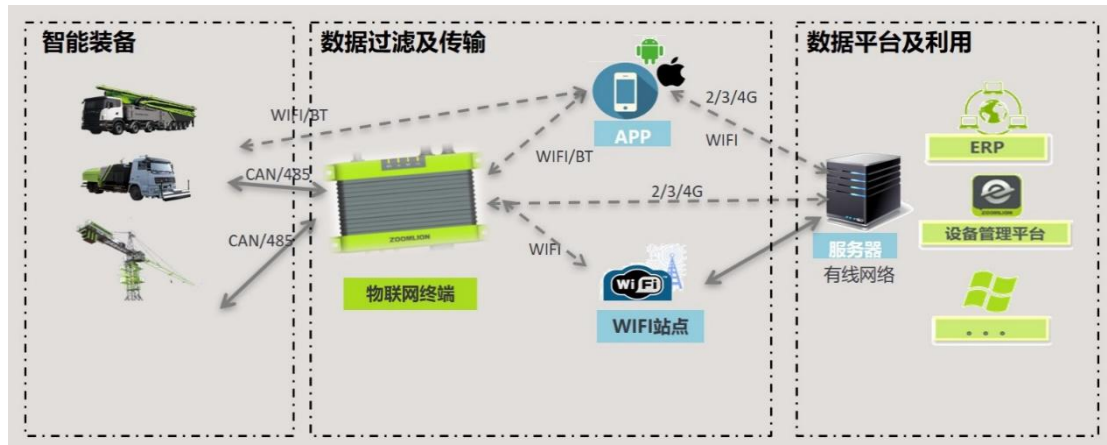 智能装备
数据过滤及传输
数据平台及利用
WIFI/BT
CAN/485
CAN/485
ZOOMLION
物联网终端
WIFI/BT
APP
2/3/4G
WIFI
2/3/4G
WIFI
WiFi
WIFI站点
服务器
有线网络
ERP
ZOOMLION
设备管理平台
...